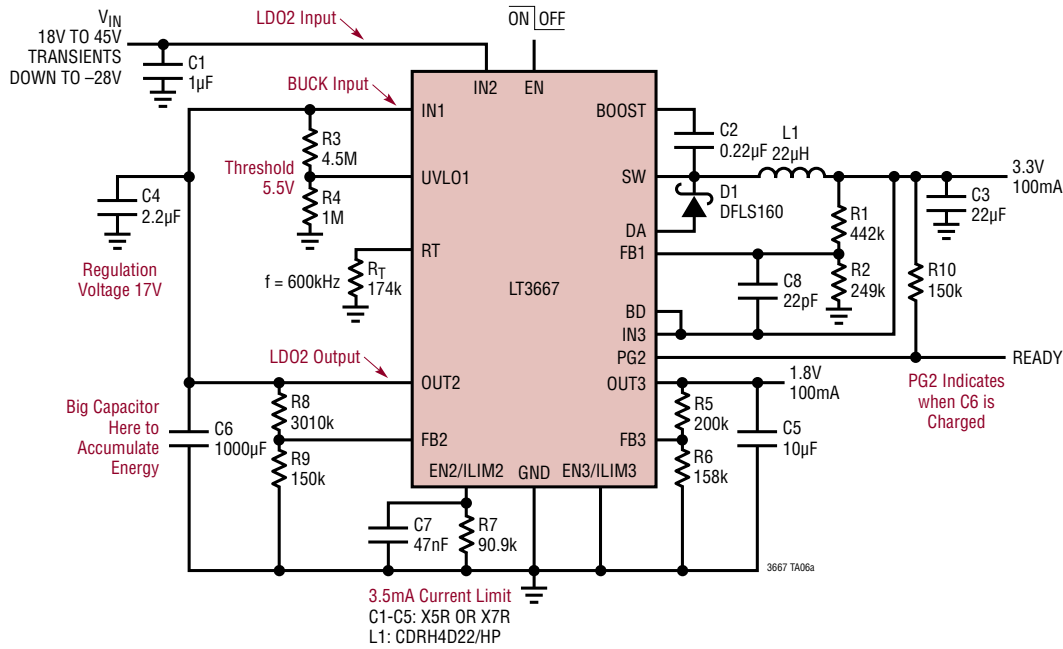 V_IN
18V TO 45V
TRANSIENTS
DOWN TO –28V
LDO2 Input
ON OFF
C1
1µF
IN2
EN
BUCK Input
IN1
BOOST
R3
4.5M
C2
0.22µF
L1
22µH
Threshold
5.5V
UVLO1
SW
3.3V
100mA
C4
2.2µF
R4
1M
D1
DFLS160
C3
22µF
DA
R1
442k
RT
FB1
Regulation
Voltage 17V
f = 600kHz
R_T
174k
LT3667
C8
22pF
R2
249k
R10
150k
BD
IN3
LDO2 Output
PG2
READY
OUT2
OUT3
1.8V
100mA
PG2 Indicates
when C6 is
Charged
Big Capacitor
Here to
Accumulate
Energy
C6
1000µF
R8
3010k
R5
200k
C5
10µF
FB2
FB3
R9
150k
R6
158k
EN2/ILIM2
GND
EN3/ILIM3
C7
47nF
R7
90.9k
3667 TA06a
3.5mA Current Limit
C1-C5: X5R OR X7R
L1: CDRH4D22/HP